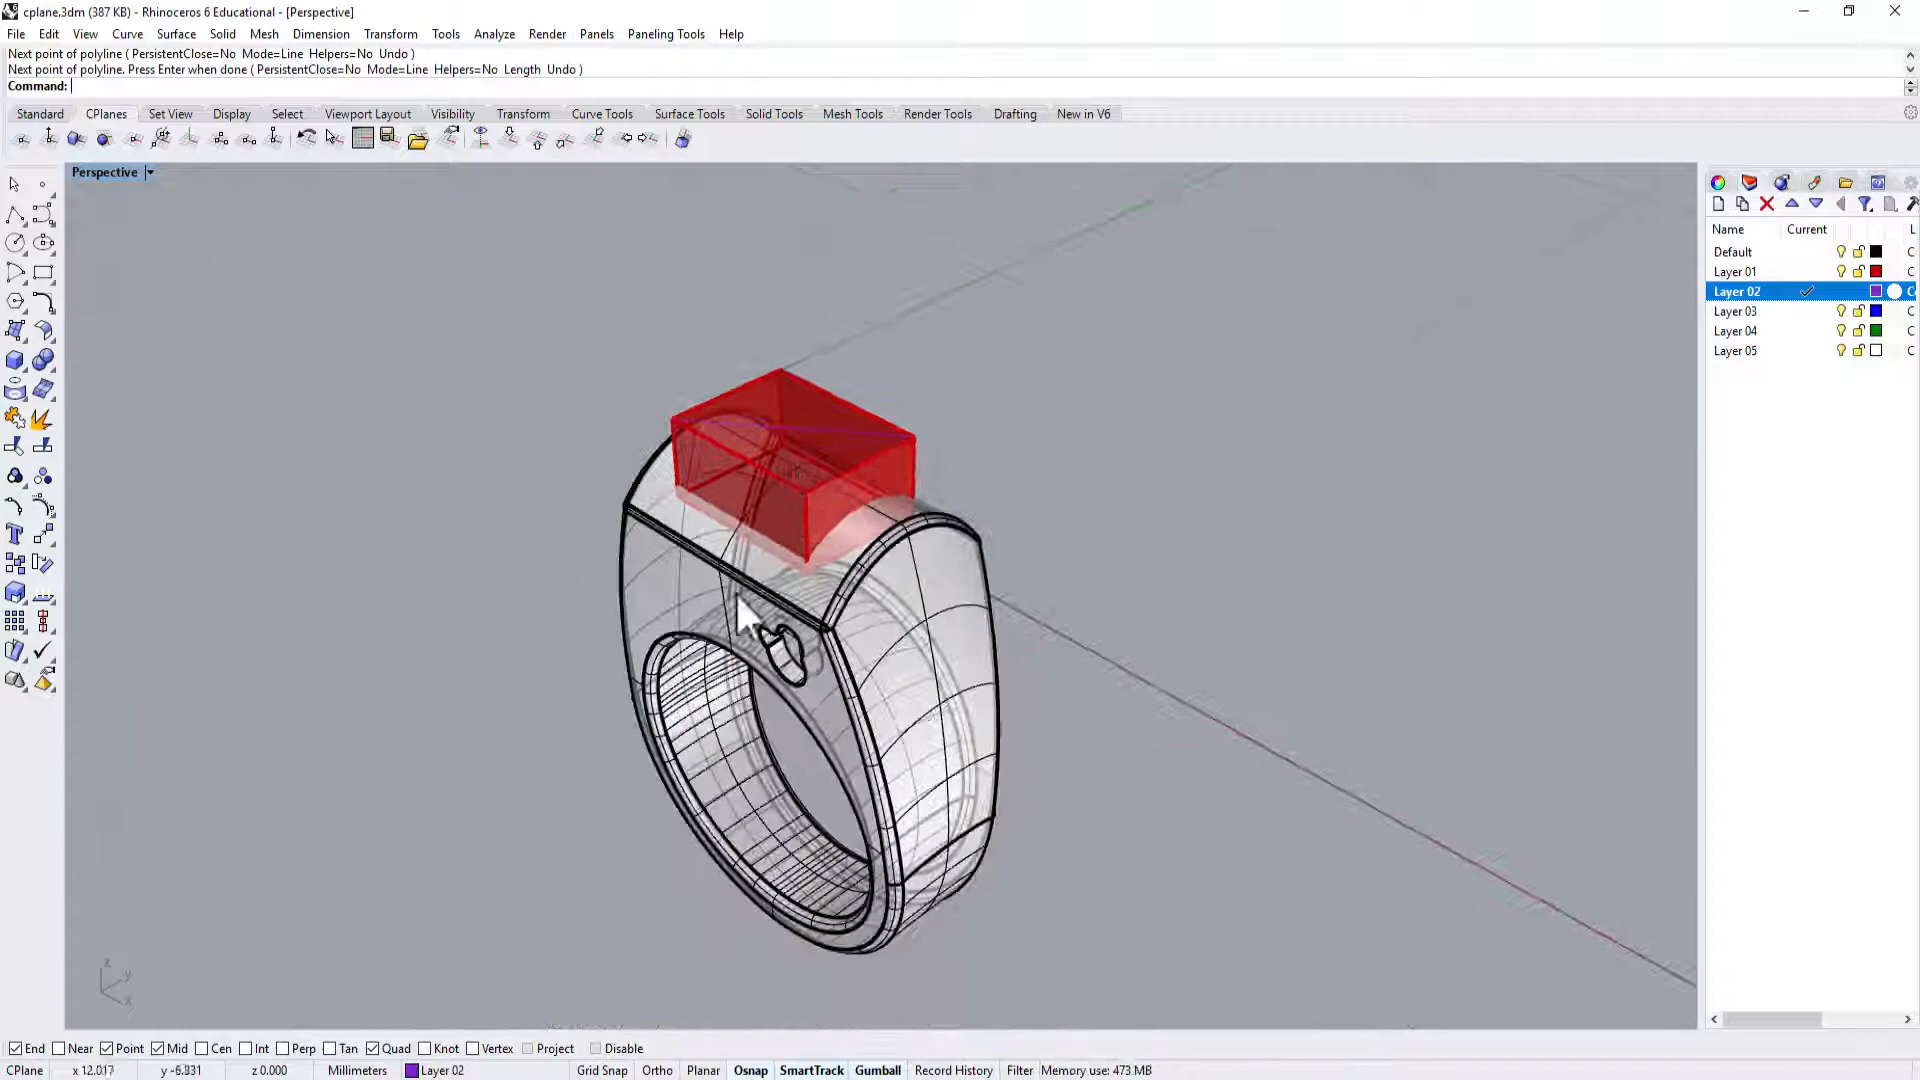 cplane.3dm (387 KB) - Rhinoceros 6 Educational - [Perspective]
File Edit View Curve Surface Solid Mesh Dimension Transform Tools Analyze Render Panels Paneling Tools Help
Next point of polyline ( PersistentClose=No Mode=Line Helpers=No Undo )
Next point of polyline. Press Enter when done ( PersistentClose=No Mode=Line Helpers=No Length Undo )
Command:
Standard CPlanes Set View Display Select Viewport Layout Visibility Transform Curve Tools Surface Tools Solid Tools Mesh Tools Render Tools Drafting New in V6
Perspective
Name Current L
Default C
Layer 01 C
Layer 02 C
Layer 03 C
Layer 04 C
Layer 05 C
z
y
x
End Near Point Mid Cen Int Perp Tan Quad Knot Vertex Project Disable
CPlane x 12.017 y -6.831 z 0.000 Millimeters Layer 02 Grid Snap Ortho Planar Osnap SmartTrack Gumball Record History Filter Memory use: 473 MB